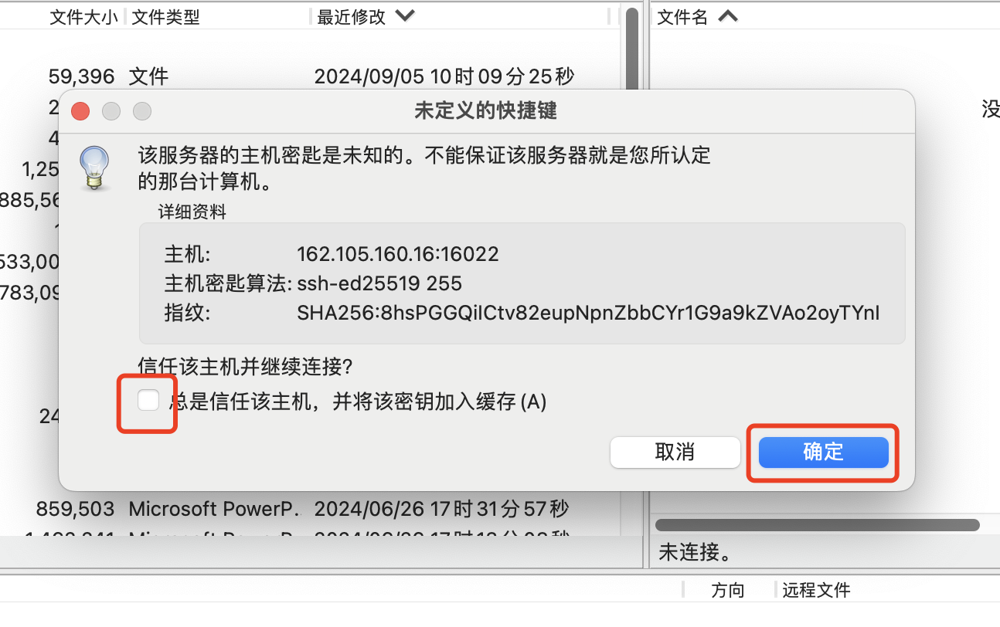 文件大小 文件类型 最近修改 文件名
59,396 文件 2024/09/05 10时09分25秒
未定义的快捷键
该服务器的主机密匙是未知的。不能保证该服务器就是您所认定
的那台计算机。
详细资料
主机: 162.105.160.16:16022
主机密匙算法: ssh-ed25519 255
指纹: SHA256:8hsPGGQiICtv82eupNpnZbbCYr1G9a9kZVAo2oyTYnI
信任该主机并继续连接?
总是信任该主机，并将该密钥加入缓存(A)
取消 确定
2
没
4
1,25
885,56
533,00
783,09
24
859,503 Microsoft PowerP.. 2024/06/26 17时31分57秒
未连接。
方向 远程文件